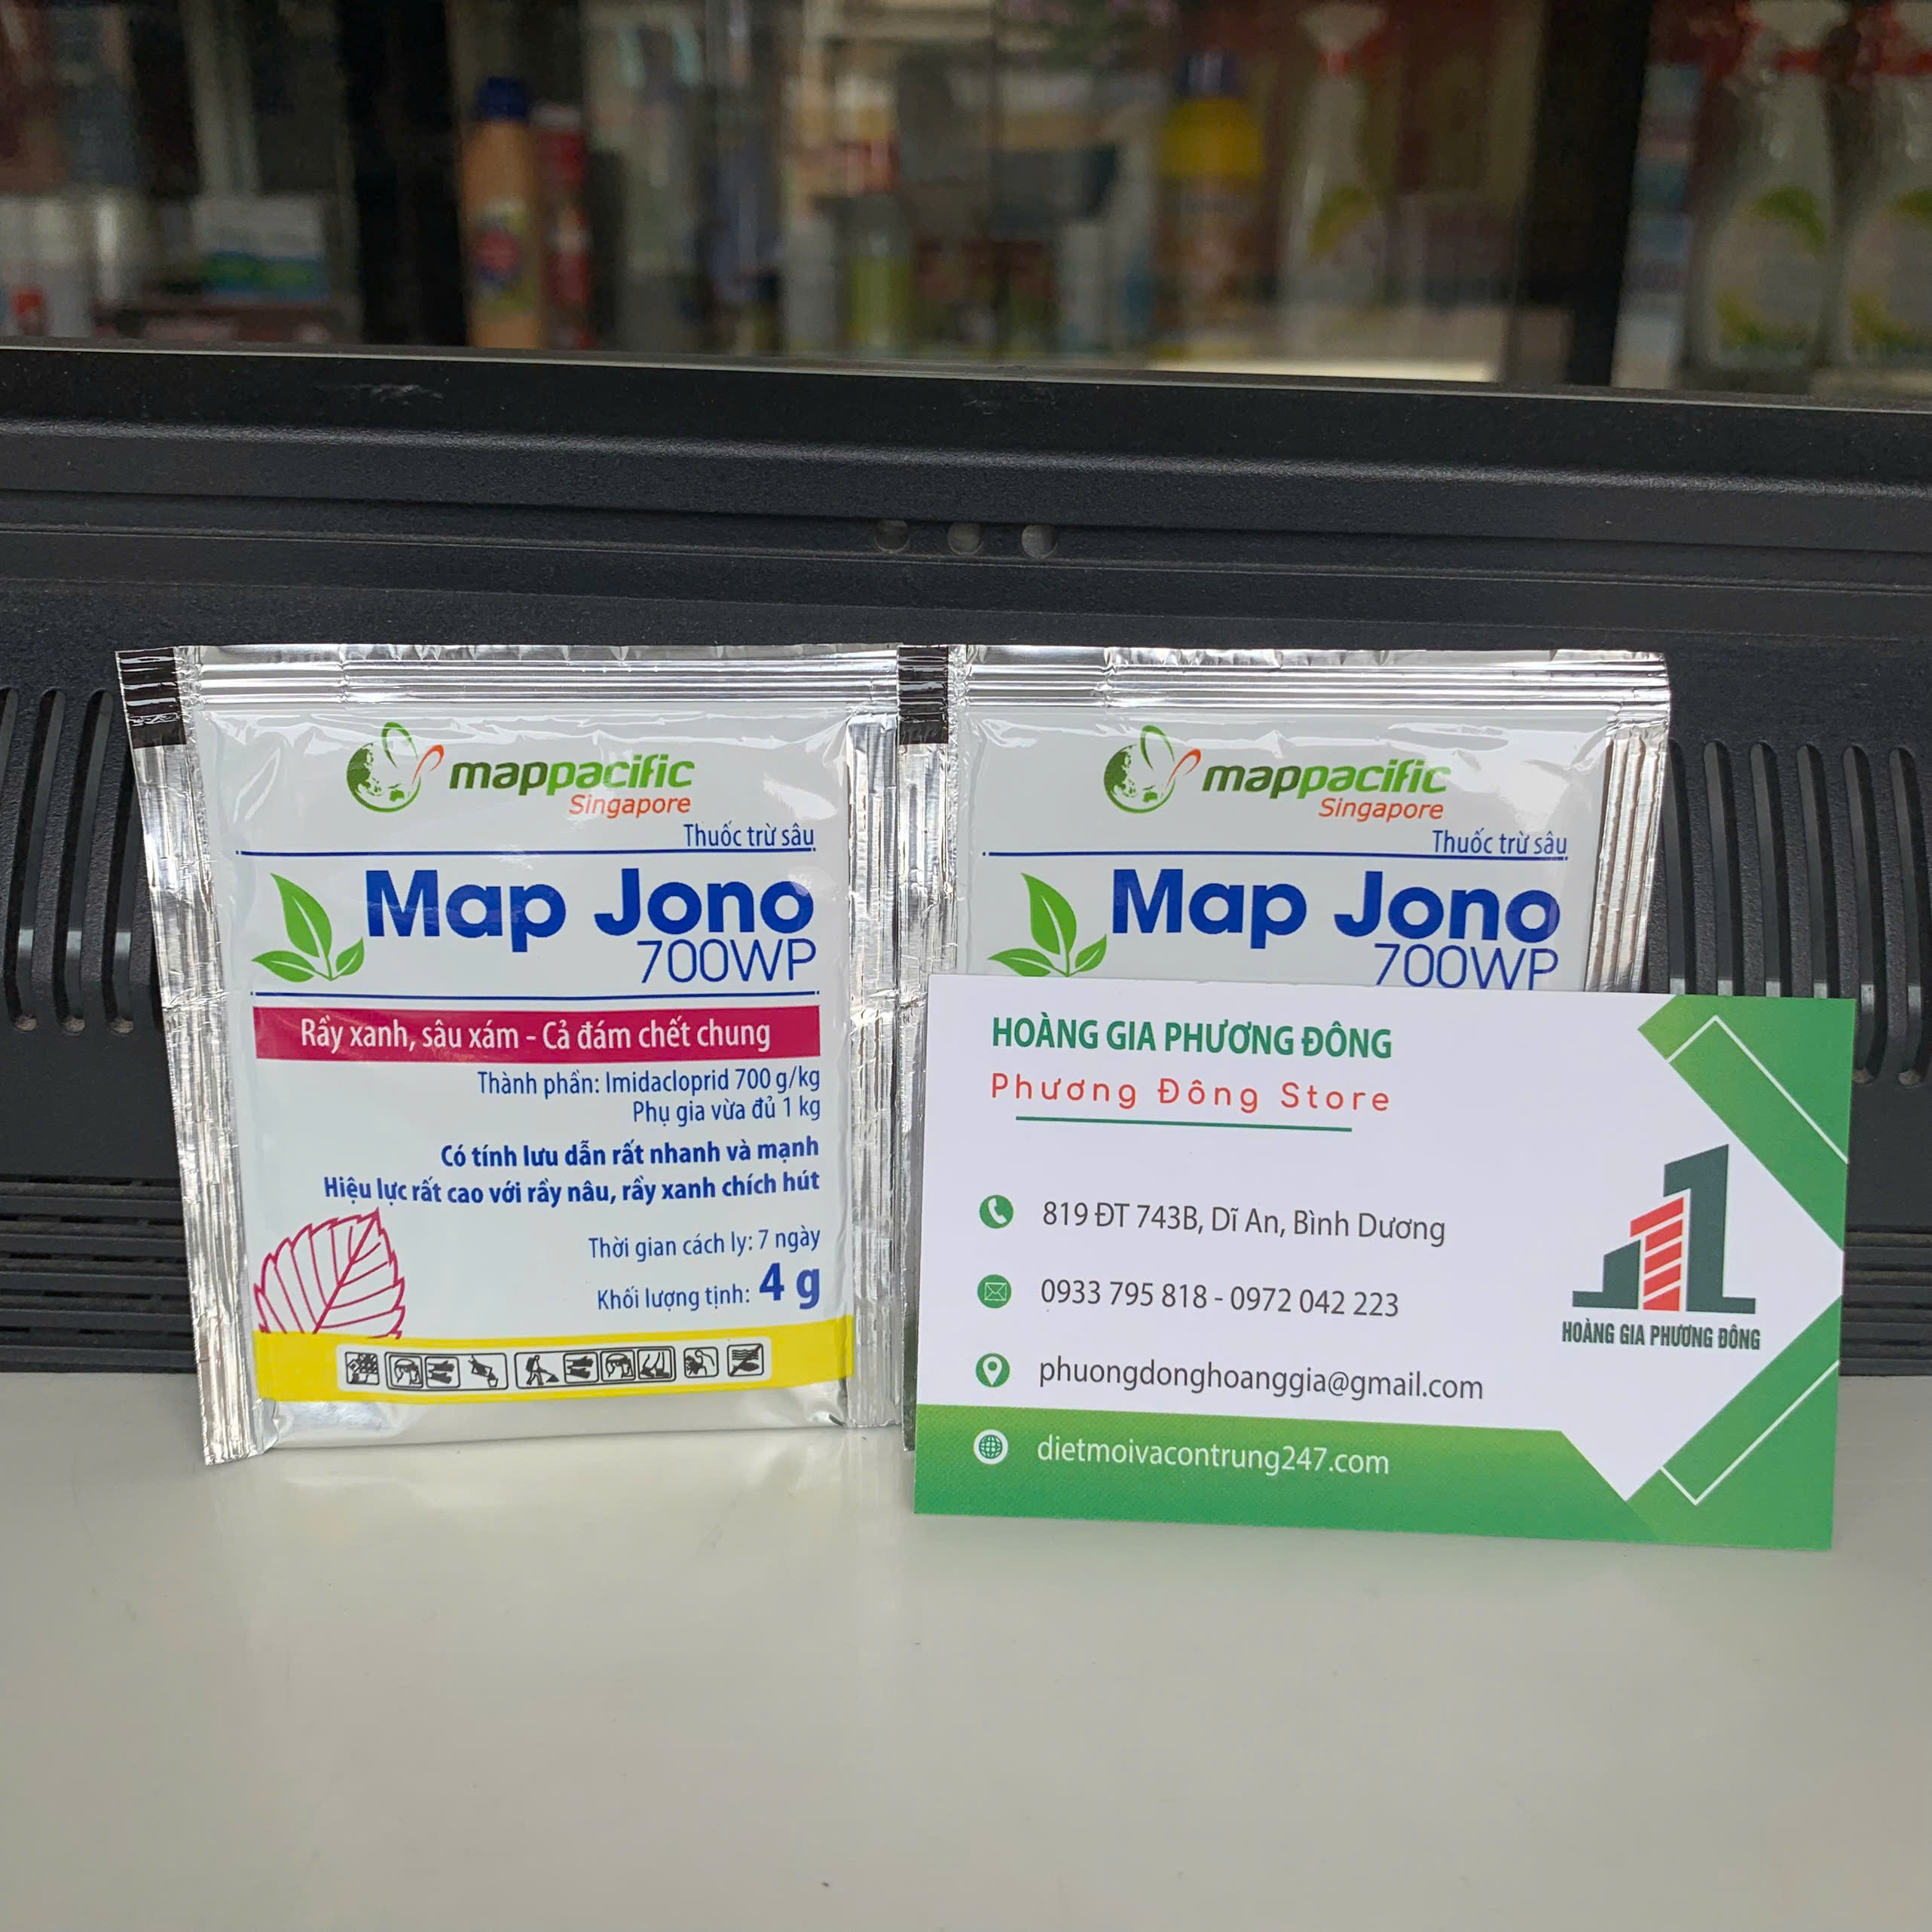 mappacific
Singapore
Thuốc trừ sâu
Map Jono
700WP
Rầy xanh, sâu xám - Cả đám chết chung
Thành phần: Imidacloprid 700 g/kg
Phụ gia vừa đủ 1 kg
Có tính lưu dẫn rất nhanh và mạnh
Hiệu lực rất cao với rầy nâu, rầy xanh chích hút
Thời gian cách ly: 7 ngày
Khối lượng tịnh: 4 g
mappacific
Singapore
Thuốc trừ sâu
Map Jono
700WP
HOÀNG GIA PHƯƠNG ĐÔNG
Phương Đông Store
819 ĐT 743B, Dĩ An, Bình Dương
0933 795 818 - 0972 042 223
phuongdonghoanggia@gmail.com
dietmoivacontrung247.com
HOÀNG GIA PHƯƠNG ĐÔNG